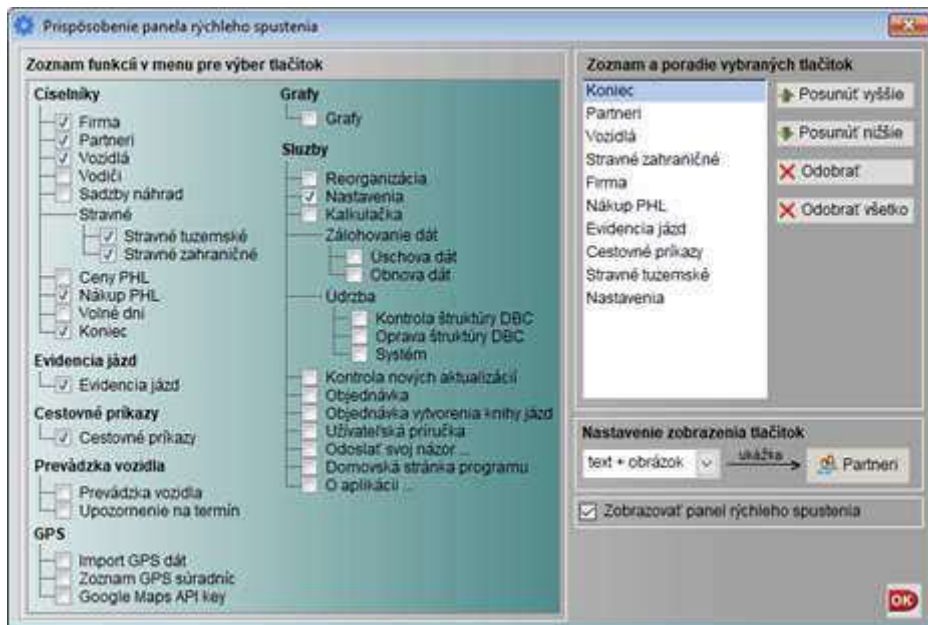 Prispôsobenie panela rýchleho spustenia
Zoznam funkcií v menu pre výber tlačitok
Číselníky
Firma
Partneri
Vozidlá
Vodiči
Sadzby náhrad
Stravné
Stravné tuzemské
Stravné zahraničné
Ceny PHL
Nákup PHL
Voľné dni
Koniec
Evidencia jázd
Evidencia jázd
Cestovné príkazy
Cestovné príkazy
Prevádzka vozidla
Prevádzka vozidla
Upozornenie na termín
GPS
Import GPS dát
Zoznam GPS súradníc
Google Maps API key
Grafy
Grafy
Služby
Reorganizácia
Nastavenia
Kalkulačka
Zálohovanie dát
Úschova dát
Obnova dát
Údržba
Kontrola štruktúry DBC
Oprava štruktúry DBC
Systém
Kontrola nových aktualizácií
Objednávka
Objednávka vytvorenia knihy jázd
Užívateľská príručka
Odoslať svoj názor ...
Domovská stránka programu
O aplikácii ...
Zoznam a poradie vybraných tlačitok
Koniec
Partneri
Vozidlá
Stravné zahraničné
Firma
Nákup PHL
Evidencia jázd
Cestovné príkazy
Stravné tuzemské
Nastavenia
Posunúť vyššie
Posunúť nižšie
Odobrať
Odobrať všetko
Nastavenie zobrazenia tlačitok
text + obrázok
ukážka
Partneri
Zobrazovať panel rýchleho spustenia
OK